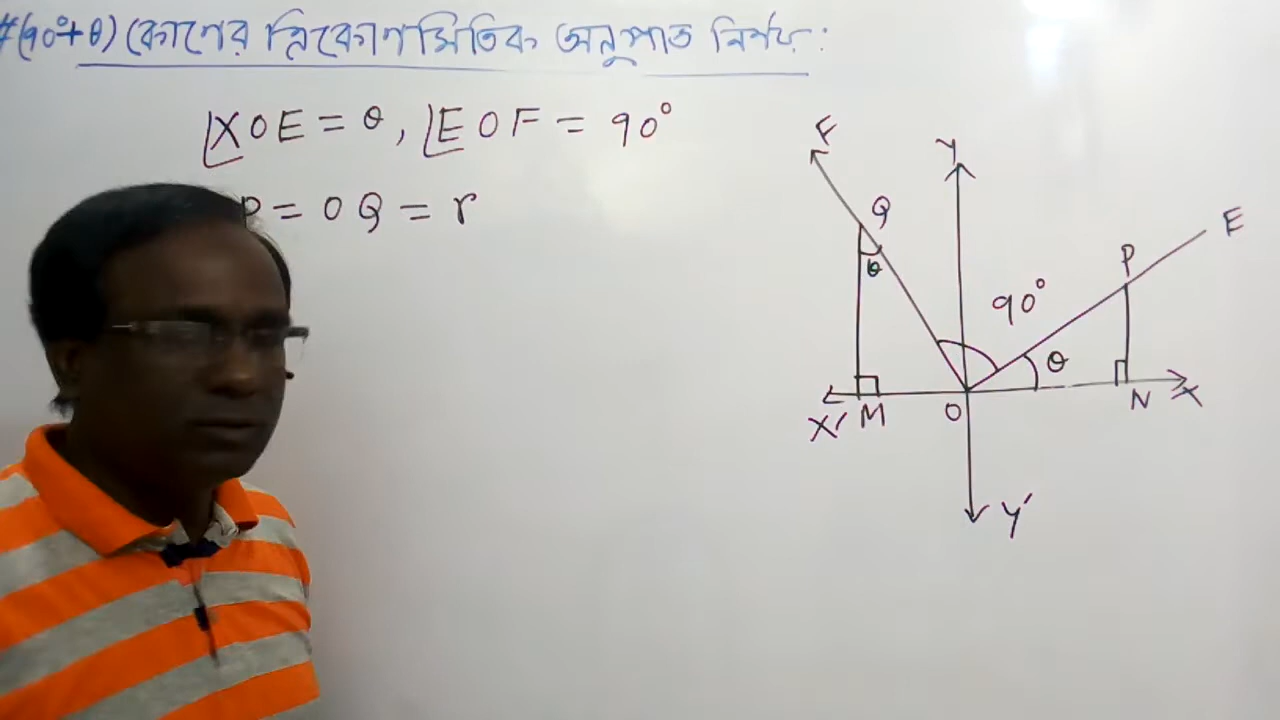 #(90°+θ) কোণের ত্রিকোণমিতিক অনুপাত নির্ণয় :
∠XOE = θ, ∠EOF = 90°
P = OQ = r
F
Y
Q
E
P
θ
90°
θ
X′ M
O
N X
Y′